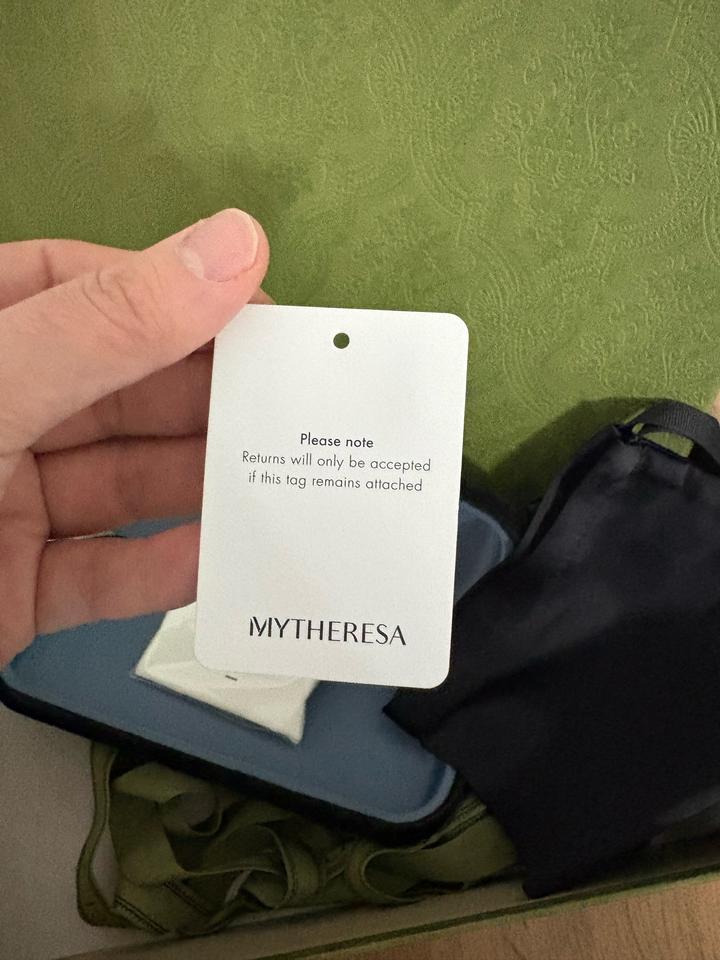 Please note
Returns will only be accepted
if this tag remains attached
MYTHERESA